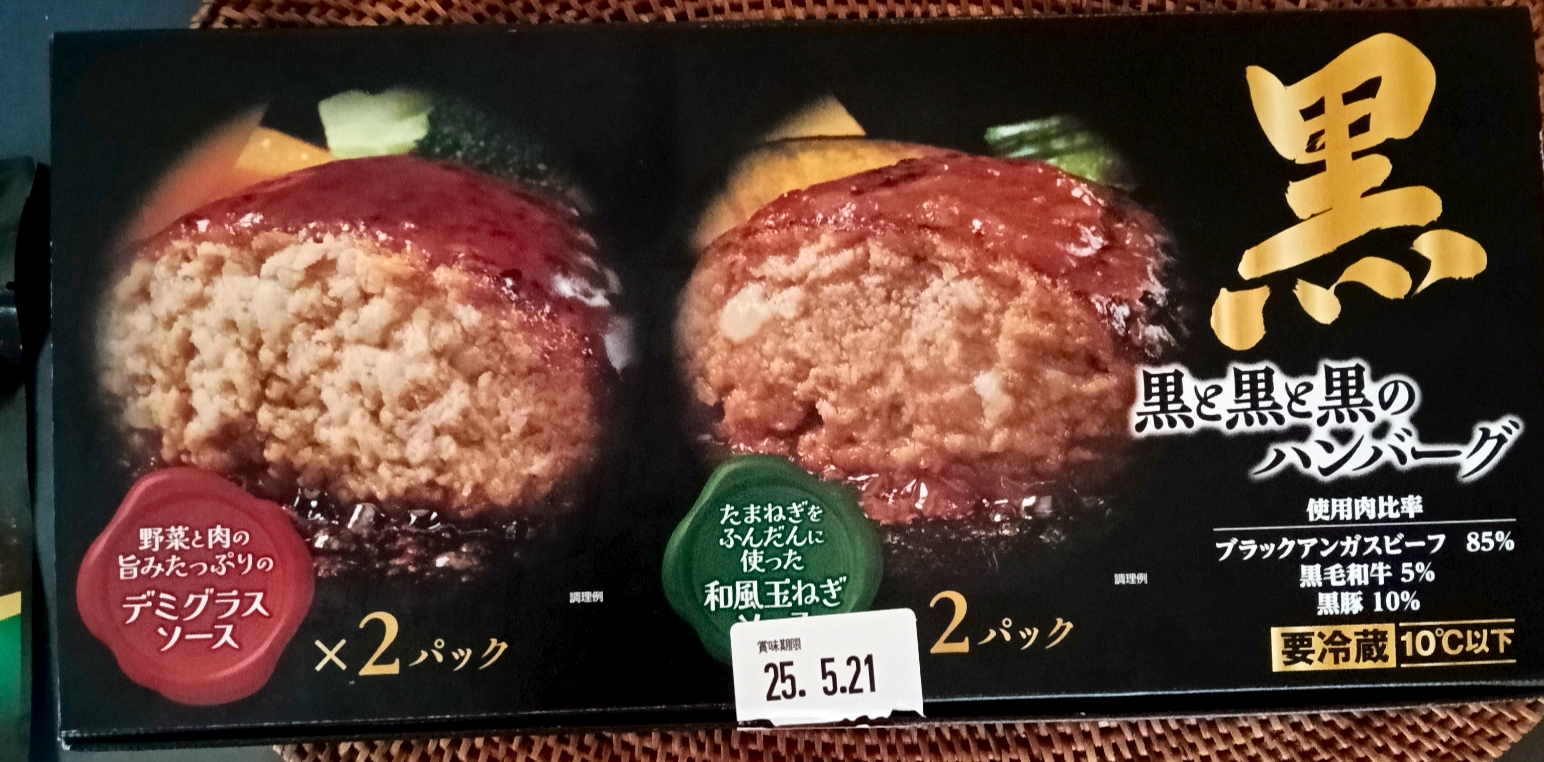 黒
黒と黒と黒の
ハンバーグ
使用肉比率
ブラックアンガスビーフ 85%
黒毛和牛 5%
黒豚 10%
要冷蔵 10℃以下
野菜と肉の
旨みたっぷりの
デミグラス
ソース
×2パック
調理例
たまねぎを
ふんだんに
使った
和風玉ねぎ
2パック
調理例
賞味期限
25. 5.21